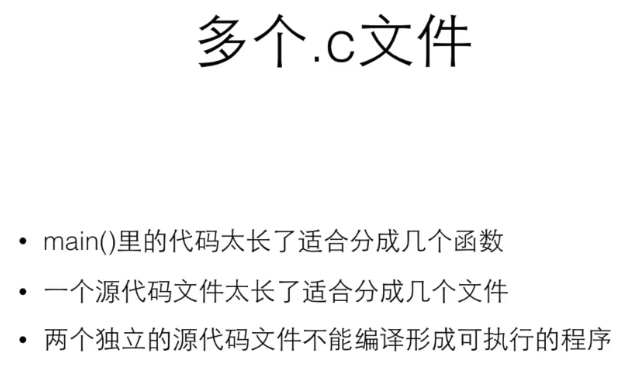 多个.c文件
• main()里的代码太长了适合分成几个函数
• 一个源代码文件太长了适合分成几个文件
• 两个独立的源代码文件不能编译形成可执行的程序